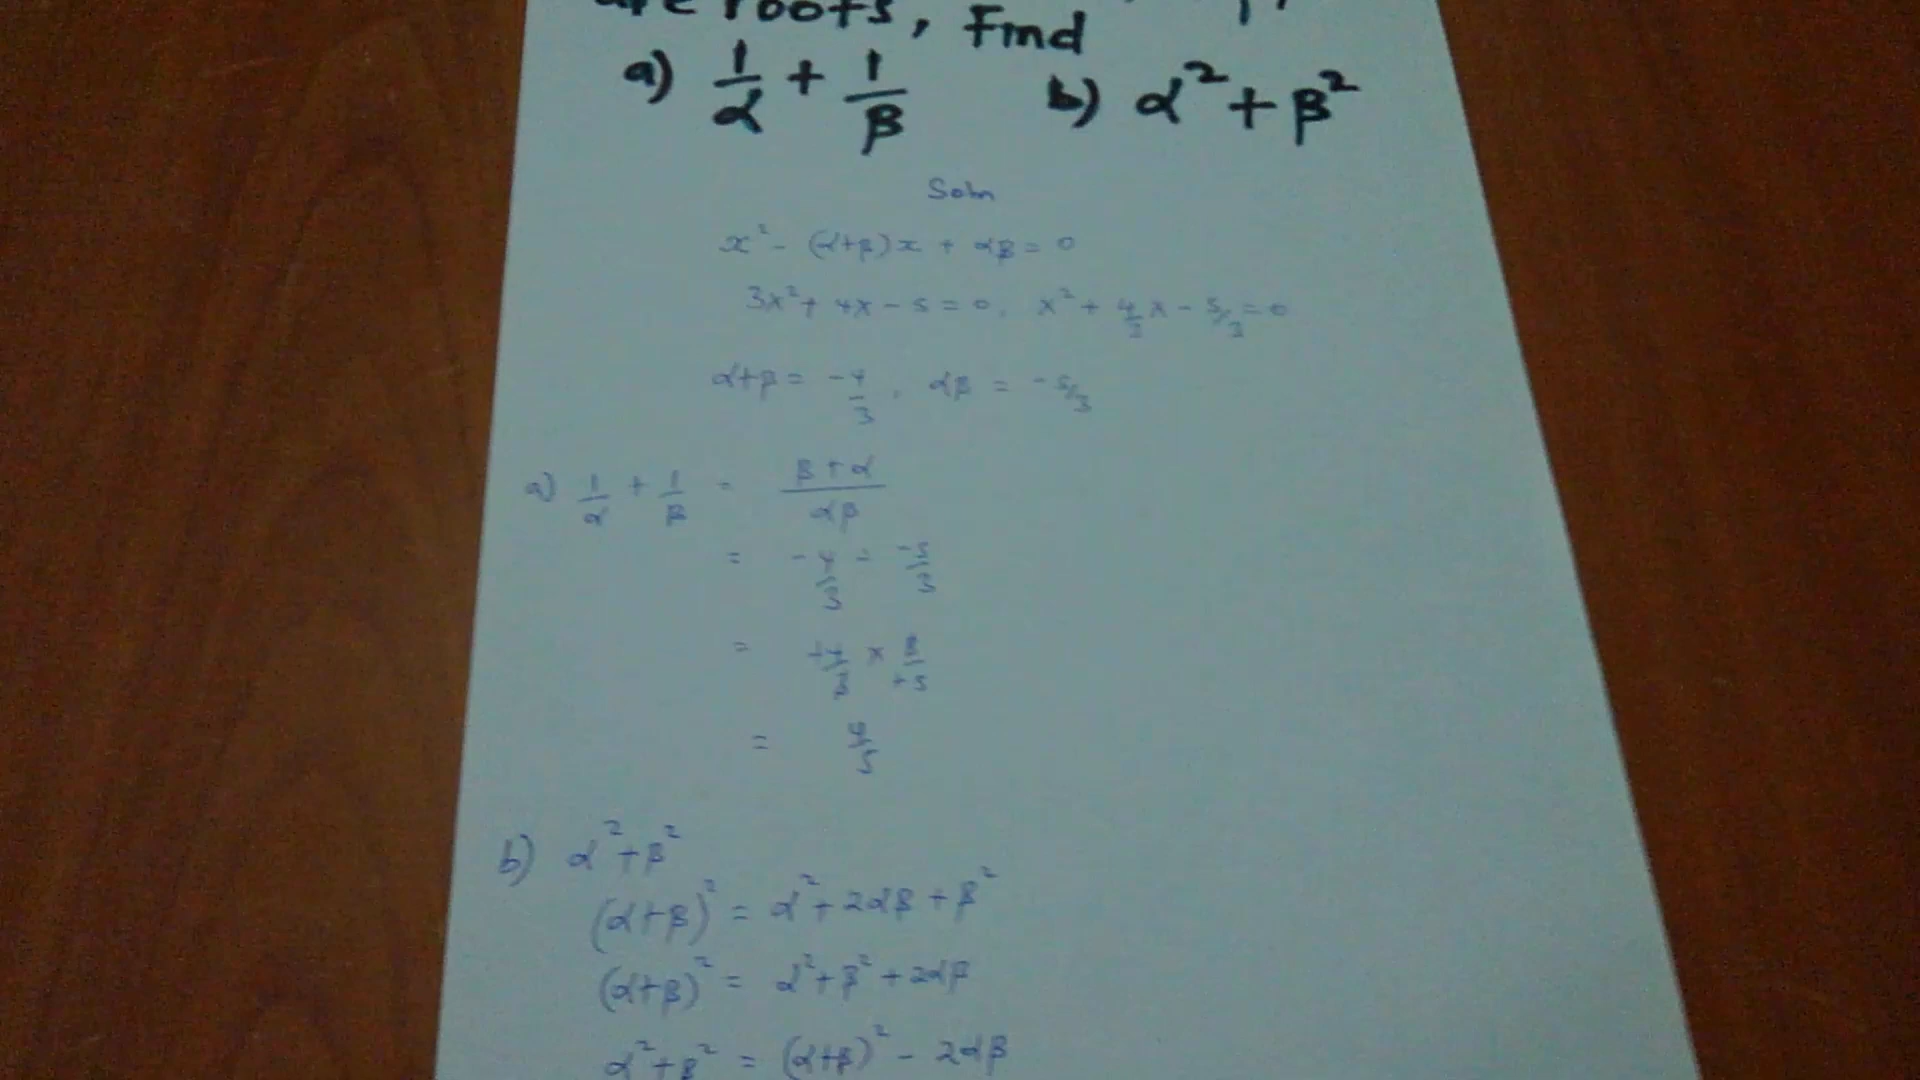 are roots, Find
a) 1/α + 1/β b) α² + β²
Soln
x² - (α+β)x + αβ = 0
3x² + 4x - 5 = 0, x² + 4/3 x - 5/3 = 0
α+β = -4/3, αβ = -5/3
a) 1/α + 1/β = β+α/αβ
= -4/3 ÷ -5/3
= +4/3 × 3/+5
= 4/5
b) α² + β²
(α+β)² = α² + 2αβ + β²
(α+β)² = α² + β² + 2αβ
α² + β² = (α+β)² - 2αβ